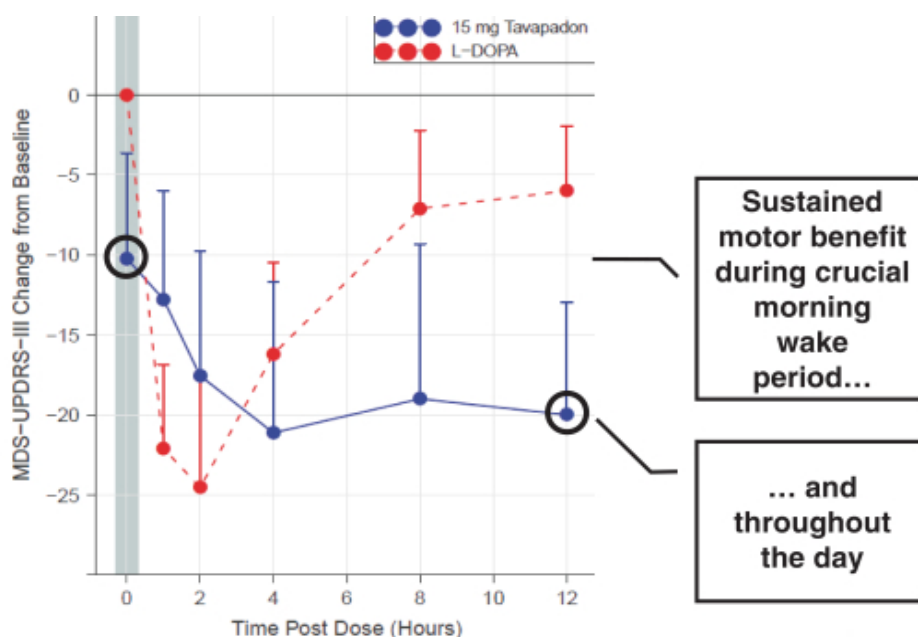 15 mg Tavapadon
L-DOPA
MDS-UPDRS-III Change from Baseline
0
-5
-10
-15
-20
-25
0
2
4
6
8
10
12
Time Post Dose (Hours)
Sustained
motor benefit
during crucial
morning
wake
period…
… and
throughout
the day